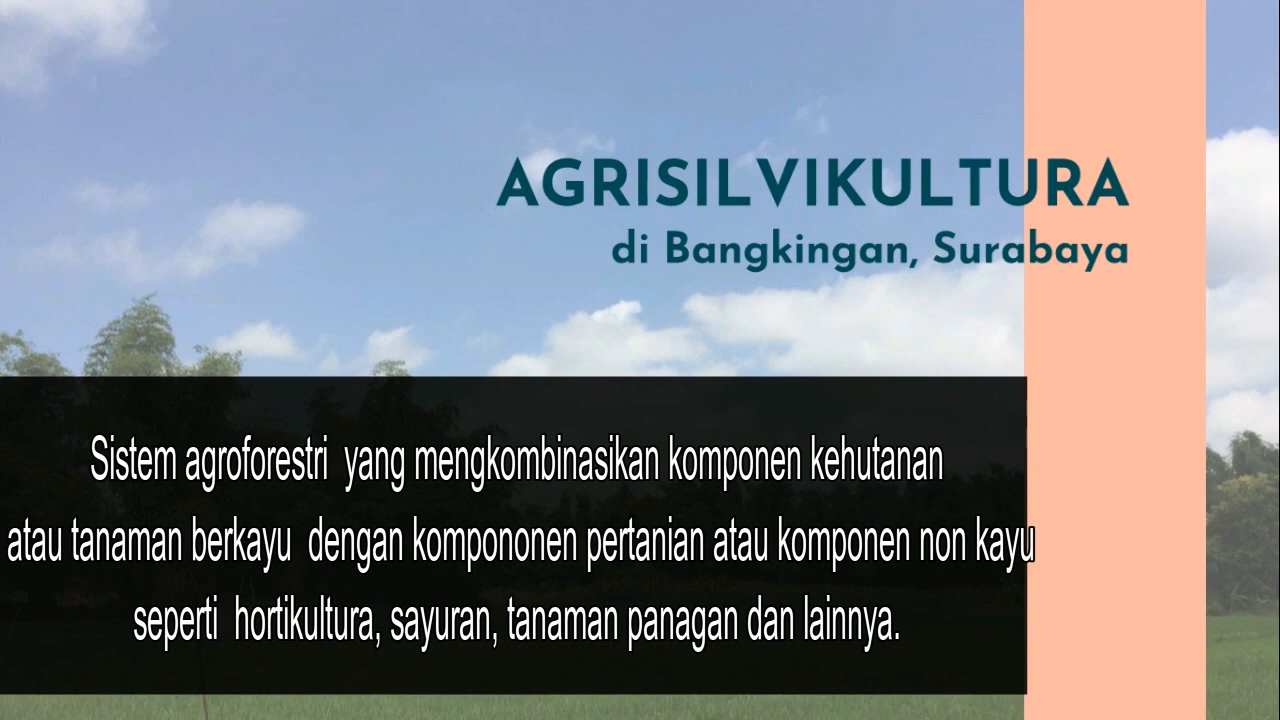 AGRISILVIKULTURA
di Bangkingan, Surabaya
Sistem agroforestri yang mengkombinasikan komponen kehutanan
atau tanaman berkayu dengan kompononen pertanian atau komponen non kayu
seperti hortikultura, sayuran, tanaman panagan dan lainnya.